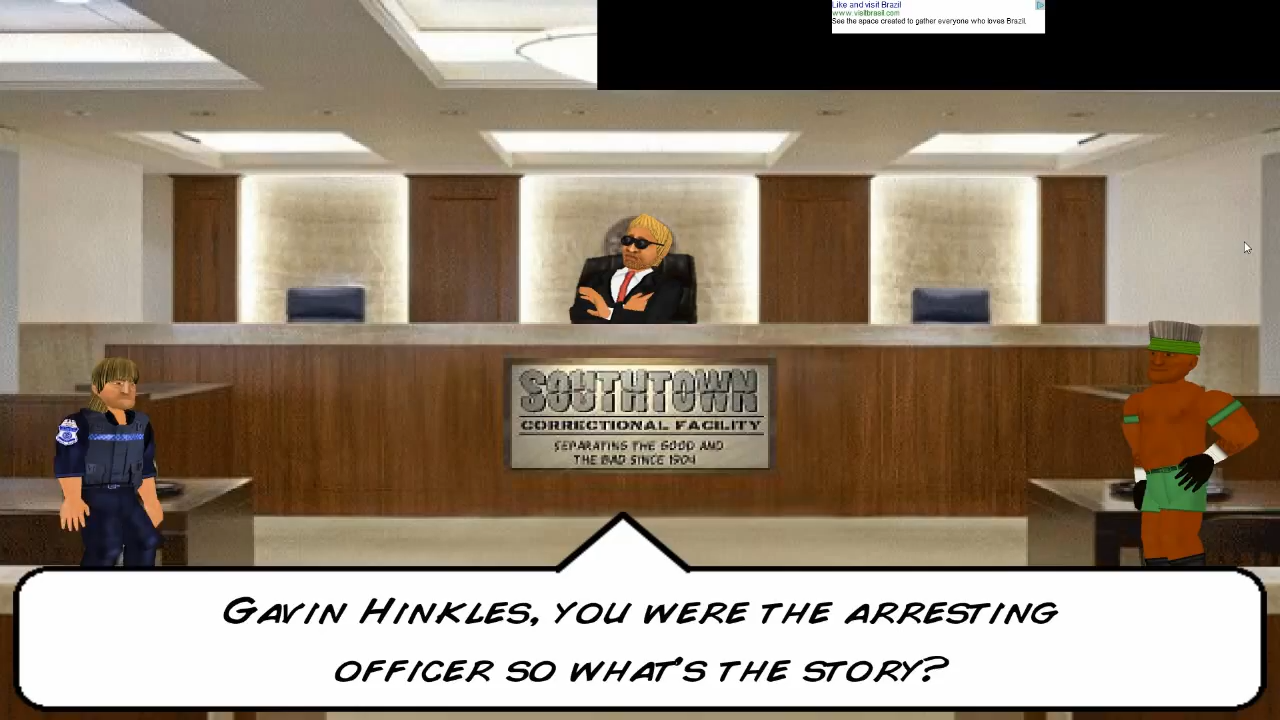 Like and visit Brazil
www.visitbrasil.com
See the space created to gather everyone who loves Brazil.
SOUTHTOWN
CORRECTIONAL FACILITY
SEPARATING THE GOOD AND
THE BAD SINCE 1904
GAVIN HINKLES, YOU WERE THE ARRESTING
OFFICER SO WHAT'S THE STORY?